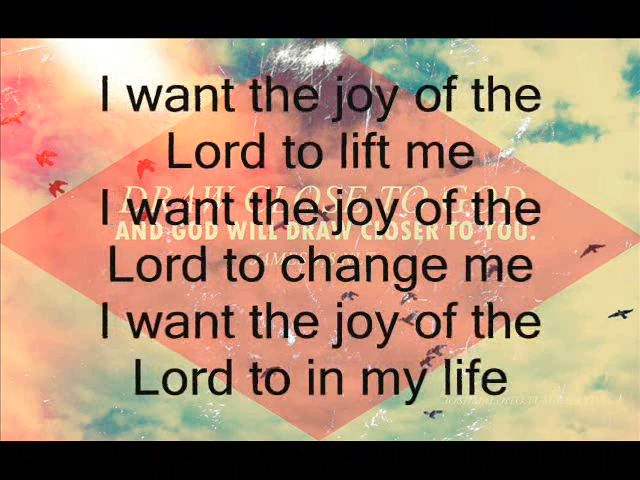 I want the joy of the
Lord to lift me
DRAW CLOSE TO GOD
I want the joy of the
AND GOD WILL DRAW CLOSER TO YOU.
Lord to change me
I want the joy of the
Lord to in my life